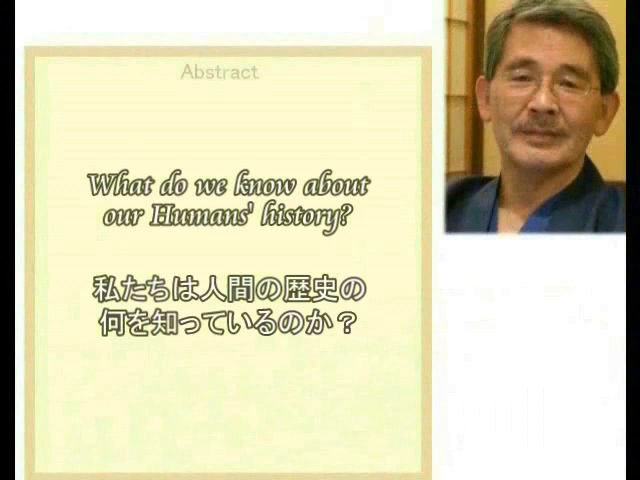 Abstract
What do we know about
our Humans' history?
私たちは人間の歴史の
何を知っているのか？